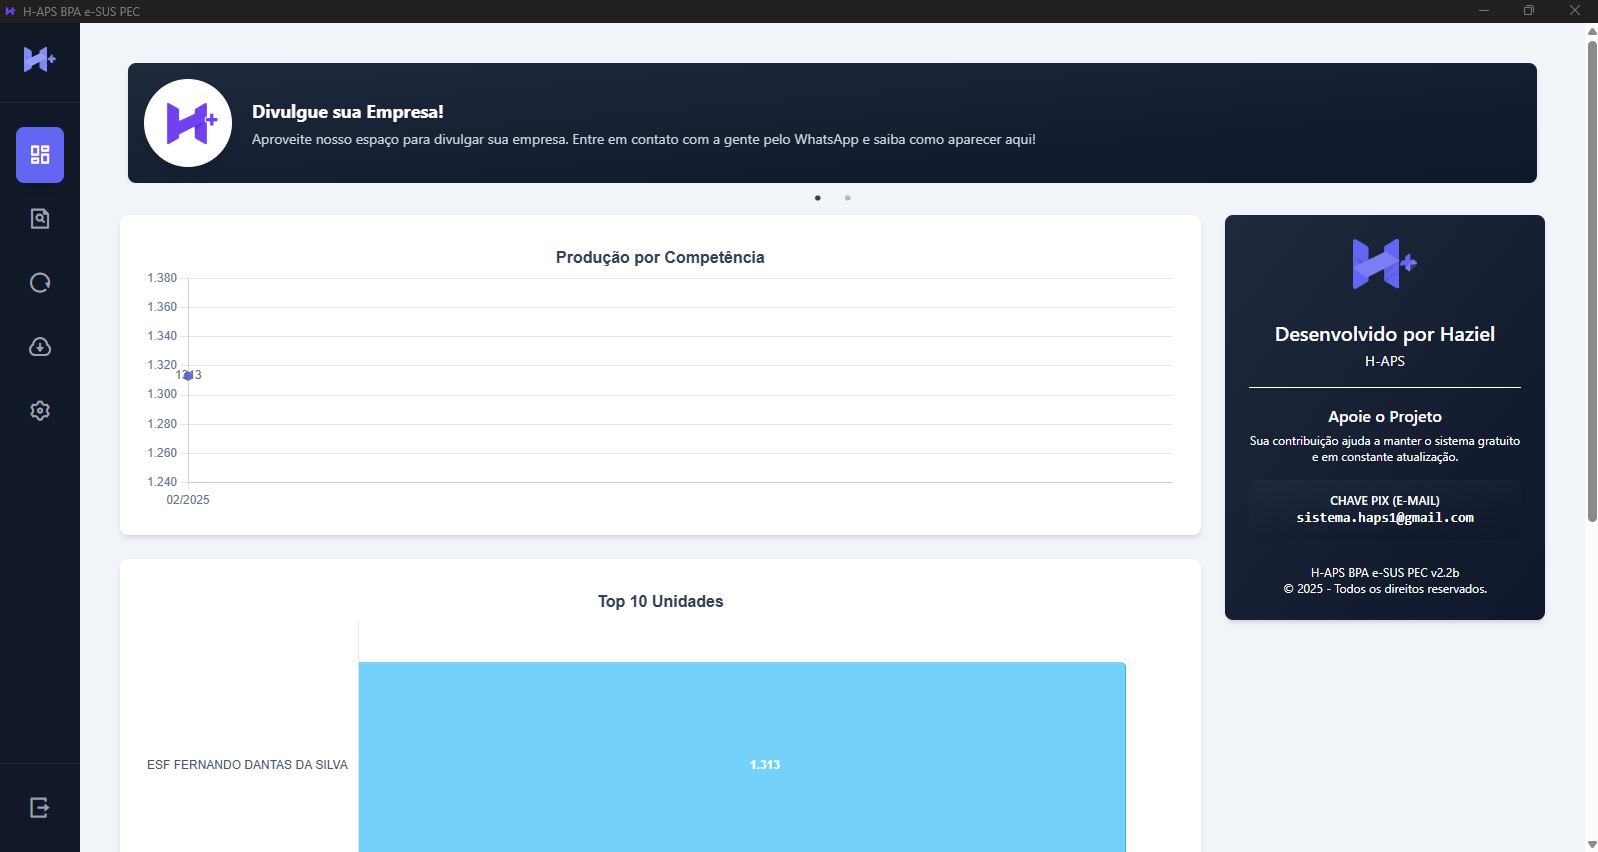 H-APS BPA e-SUS PEC
Divulgue sua Empresa!
Aproveite nosso espaço para divulgar sua empresa. Entre em contato com a gente pelo WhatsApp e saiba como aparecer aqui!
Produção por Competência
1.380
1.360
1.340
1.320
1313
1.300
1.280
1.260
1.240
02/2025
Top 10 Unidades
ESF FERNANDO DANTAS DA SILVA
1.313
Desenvolvido por Haziel
H-APS
Apoie o Projeto
Sua contribuição ajuda a manter o sistema gratuito
e em constante atualização.
CHAVE PIX (E-MAIL)
sistema.haps1@gmail.com
H-APS BPA e-SUS PEC v2.2b
© 2025 - Todos os direitos reservados.